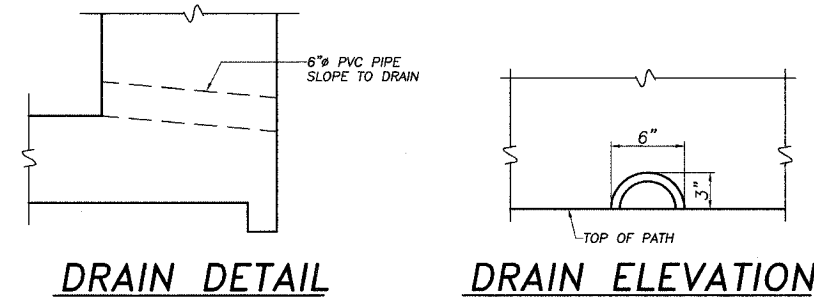 6"ø PVC PIPE
SLOPE TO DRAIN
6"
3"
TOP OF PATH
DRAIN DETAIL
DRAIN ELEVATION